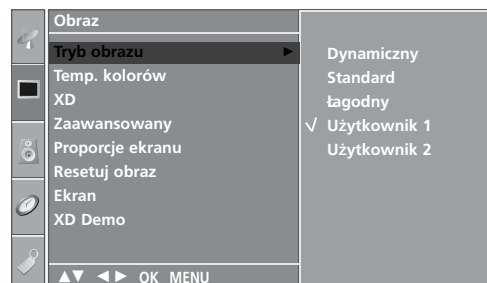 Obraz
Tryb obrazu
Temp. kolorów
XD
Zaawansowany
Proporcje ekranu
Resetuj obraz
Ekran
XD Demo
Dynamiczny
Standard
Łagodny
√ Użytkownik 1
Użytkownik 2
▲▼ ◄► OK MENU